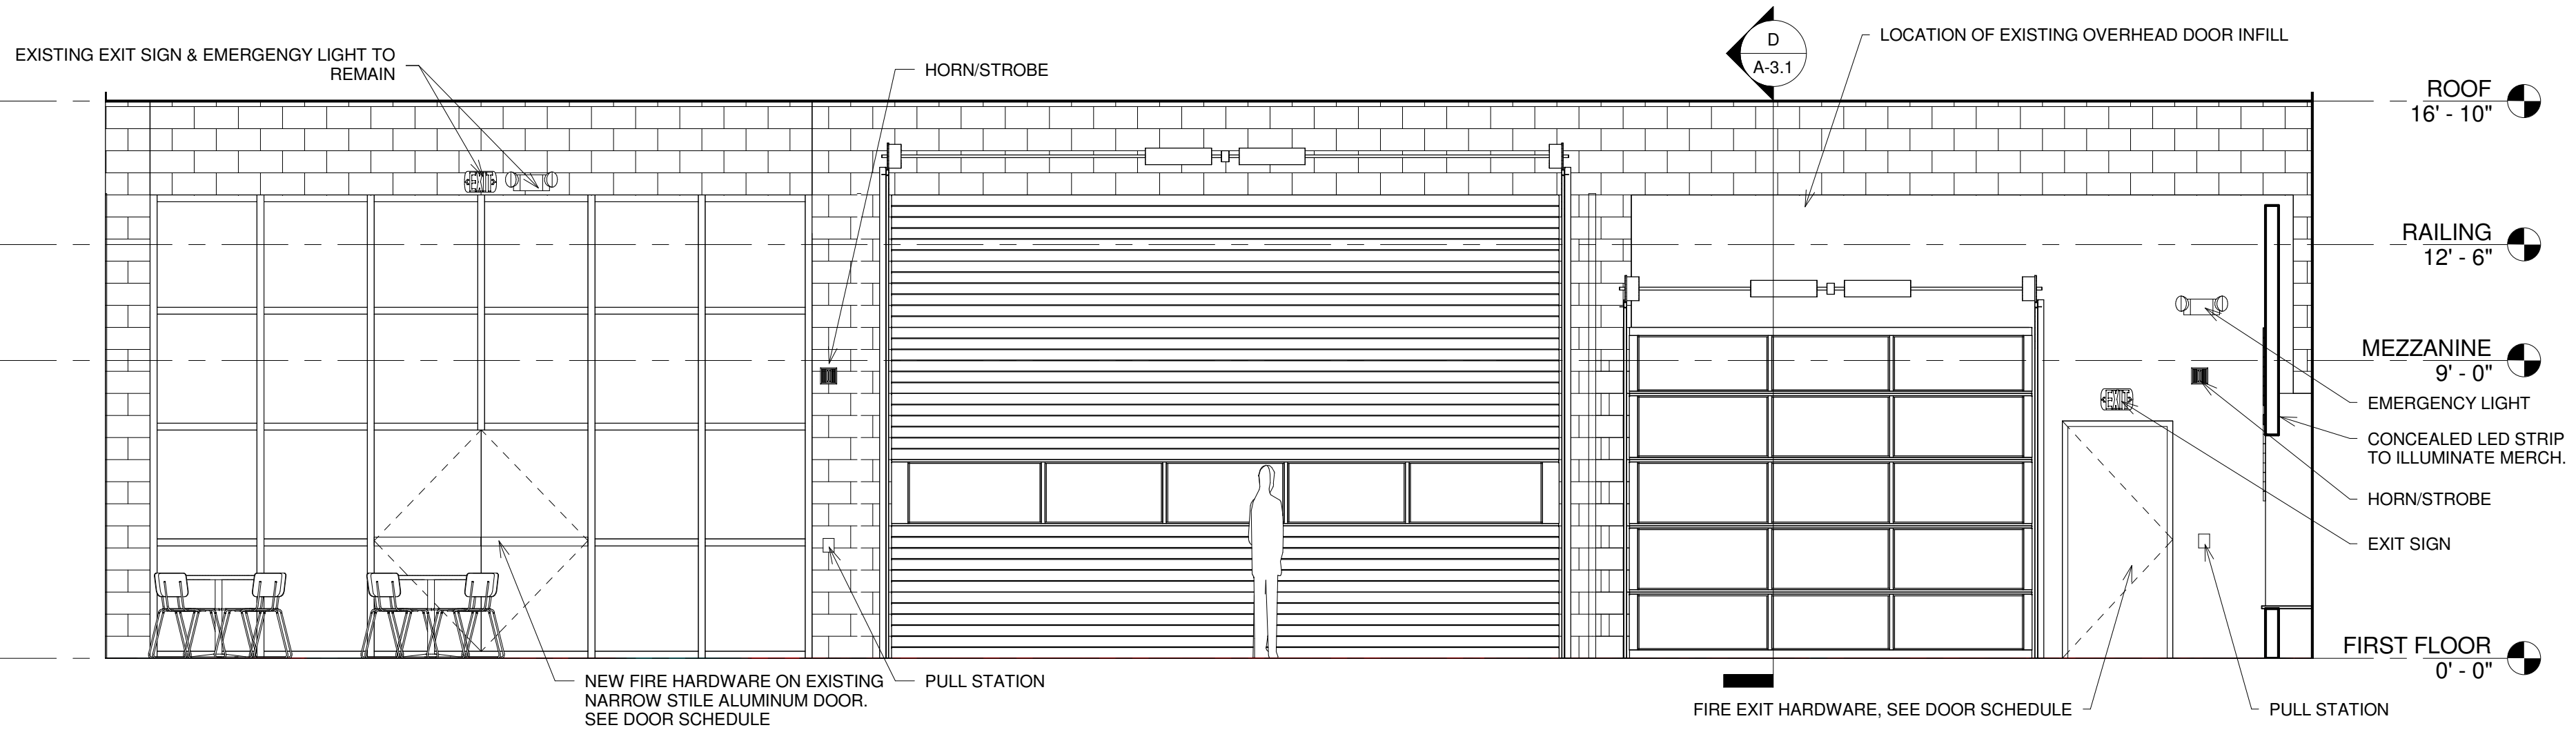 EXISTING EXIT SIGN & EMERGENGY LIGHT TO
REMAIN
HORN/STROBE
D
A-3.1
LOCATION OF EXISTING OVERHEAD DOOR INFILL
ROOF
16' - 10"
RAILING
12' - 6"
MEZZANINE
9' - 0"
EXIT
EXIT
EMERGENCY LIGHT
CONCEALED LED STRIP
TO ILLUMINATE MERCH.
HORN/STROBE
EXIT SIGN
FIRST FLOOR
0' - 0"
NEW FIRE HARDWARE ON EXISTING
NARROW STILE ALUMINUM DOOR.
SEE DOOR SCHEDULE
PULL STATION
FIRE EXIT HARDWARE, SEE DOOR SCHEDULE
PULL STATION